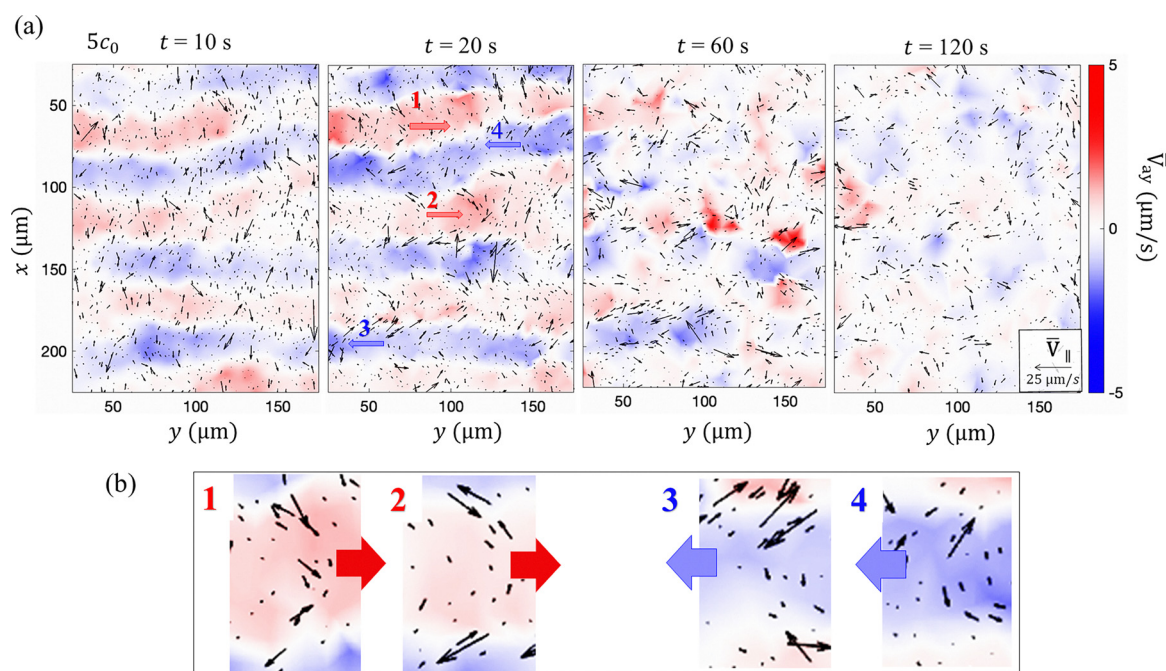 (a)
5c₀ t = 10 s t = 20 s t = 60 s t = 120 s
5
50
1
4
100
2
0
x (μm)
V̄ay (μm/s)
150
3
200
V̄∥
25 μm/s
-5
50 100 150 50 100 150 50 100 150 50 100 150
y (μm) y (μm) y (μm) y (μm)
(b)
1 2 3 4